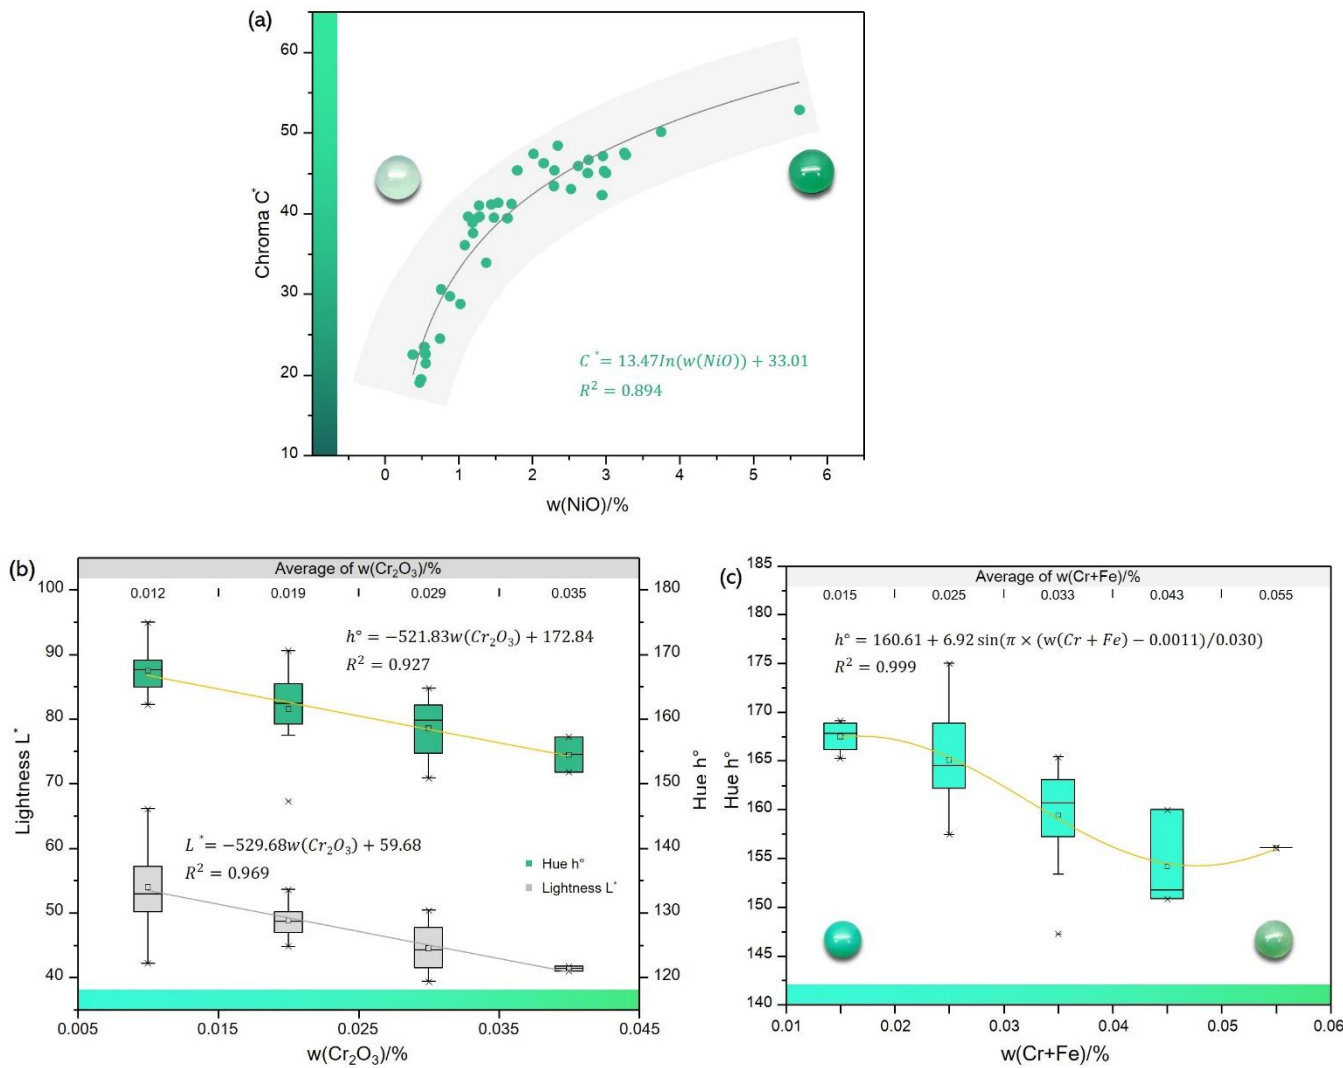 (a)
60
50
40
30
20
10
Chroma C*
C*= 13.47In(w(NiO)) + 33.01
R² = 0.894
0 1 2 3 4 5 6
w(NiO)/%
(b)
Average of w(Cr₂O₃)/%
0.012 0.019 0.029 0.035
100
90
80
70
60
50
40
Lightness L*
180
170
160
150
140
130
120
Hue h°
h° = −521.83w(Cr₂O₃) + 172.84
R² = 0.927
L*= −529.68w(Cr₂O₃) + 59.68
R² = 0.969
Hue h°
Lightness L*
0.005 0.015 0.025 0.035 0.045
w(Cr₂O₃)/%
(c)
Average of w(Cr+Fe)/%
0.015 0.025 0.033 0.043 0.055
185
180
175
170
165
160
155
150
145
140
Hue h°
h° = 160.61 + 6.92 sin(π × (w(Cr + Fe) − 0.0011)/0.030)
R² = 0.999
0.01 0.02 0.03 0.04 0.05 0.06
w(Cr+Fe)/%